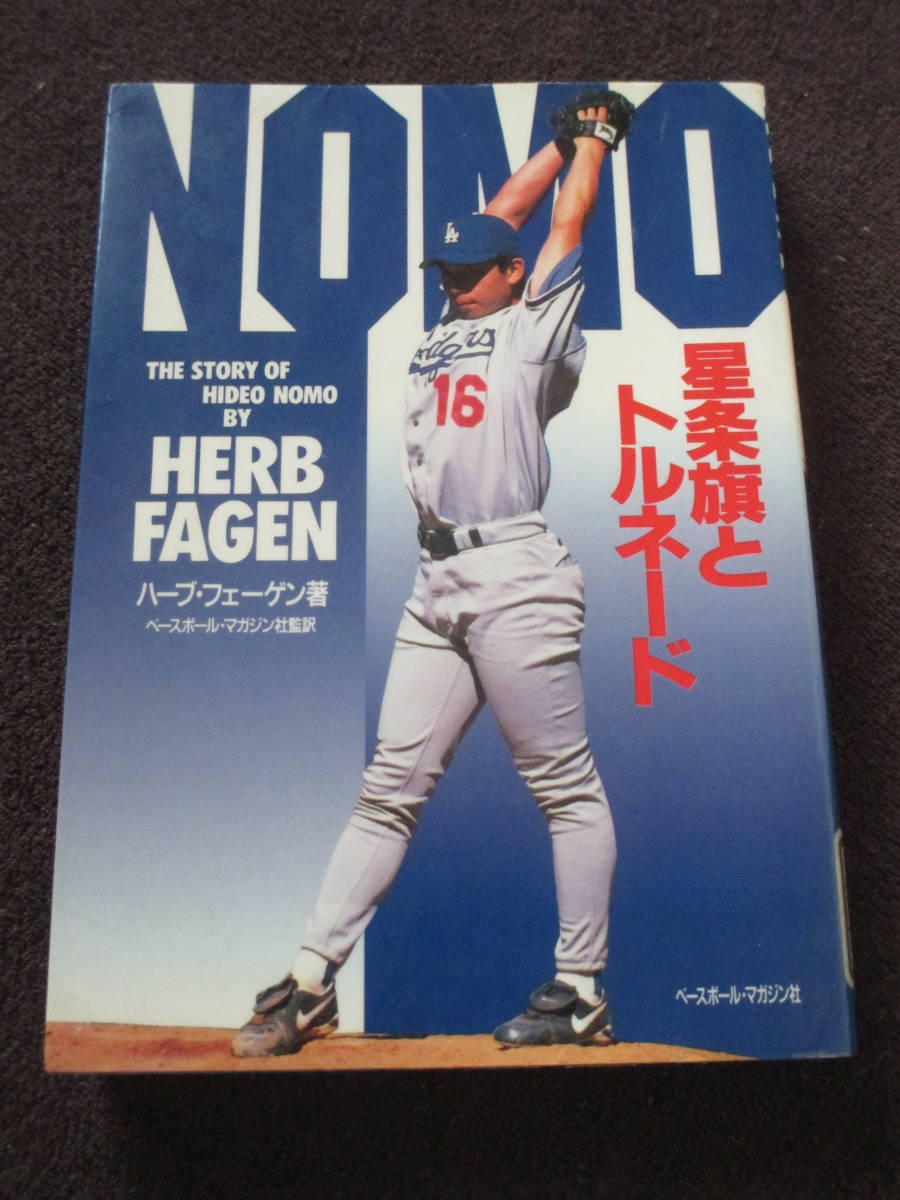 NOMO
LA
Dodgers
16
THE STORY OF
HIDEO NOMO
BY
HERB
FAGEN
ハーブ・フェーゲン著
ベースボール・マガジン社監訳
星条旗と
トルネード
ベースボール・マガジン社